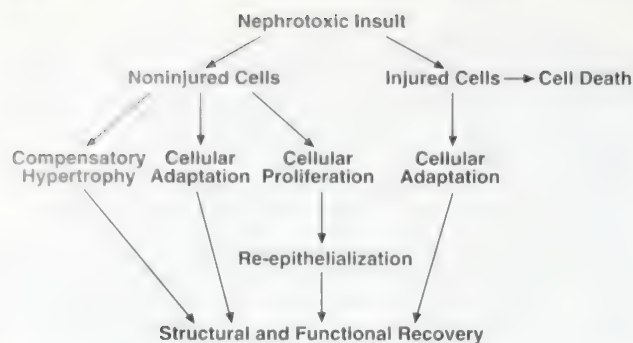 Nephrotoxic Insult
Noninjured Cells
Injured Cells
Cell Death
Compensatory
Hypertrophy
Cellular
Adaptation
Cellular
Proliferation
Cellular
Adaptation
Re-epithelialization
Structural and Functional Recovery